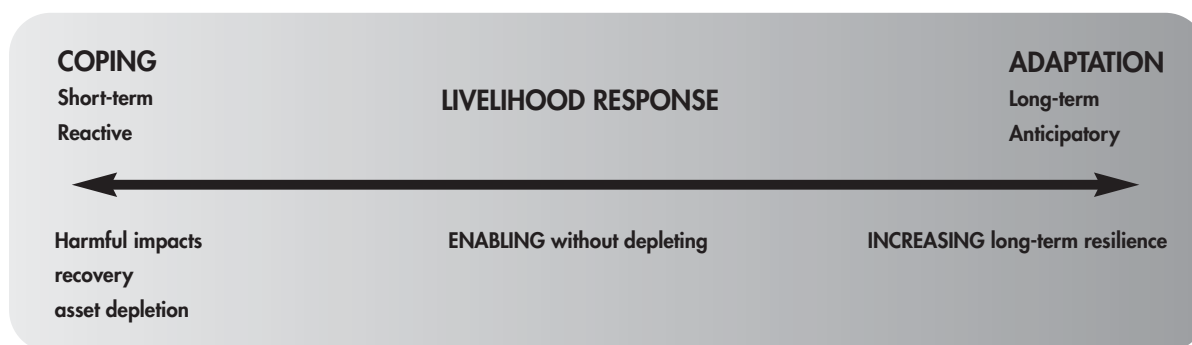 COPING
Short-term
Reactive
LIVELIHOOD RESPONSE
ADAPTATION
Long-term
Anticipatory
Harmful impacts
recovery
asset depletion
ENABLING without depleting
INCREASING long-term resilience